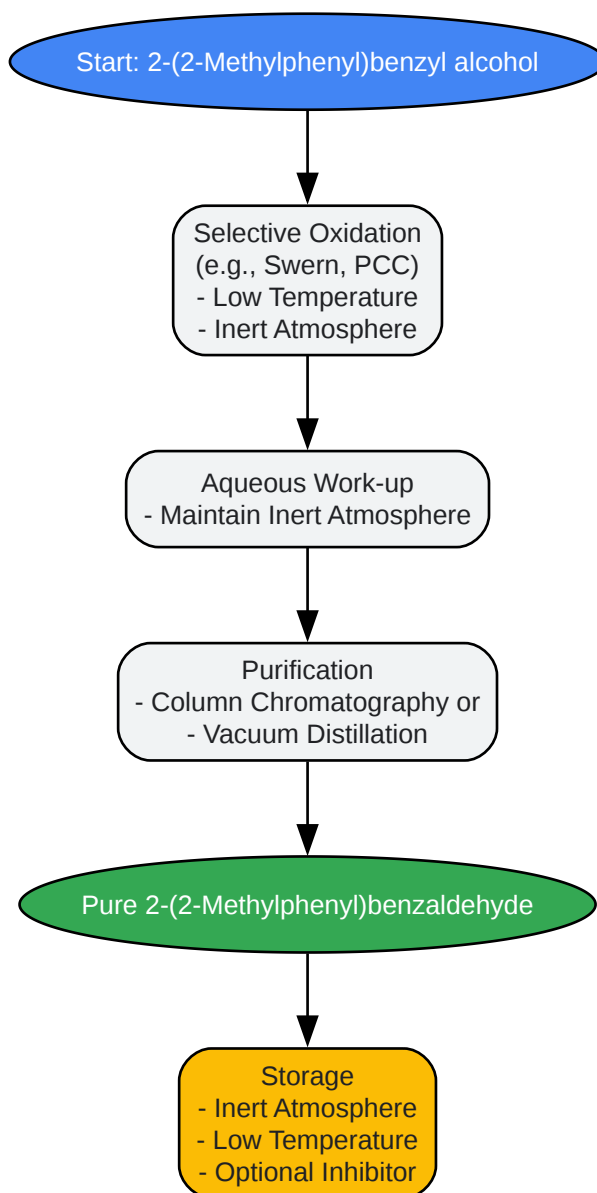 Start: 2-(2-Methylphenyl)benzyl alcohol
Selective Oxidation
(e.g., Swern, PCC)
- Low Temperature
- Inert Atmosphere
Aqueous Work-up
- Maintain Inert Atmosphere
Purification
- Column Chromatography or
- Vacuum Distillation
Pure 2-(2-Methylphenyl)benzaldehyde
Storage
- Inert Atmosphere
- Low Temperature
- Optional Inhibitor